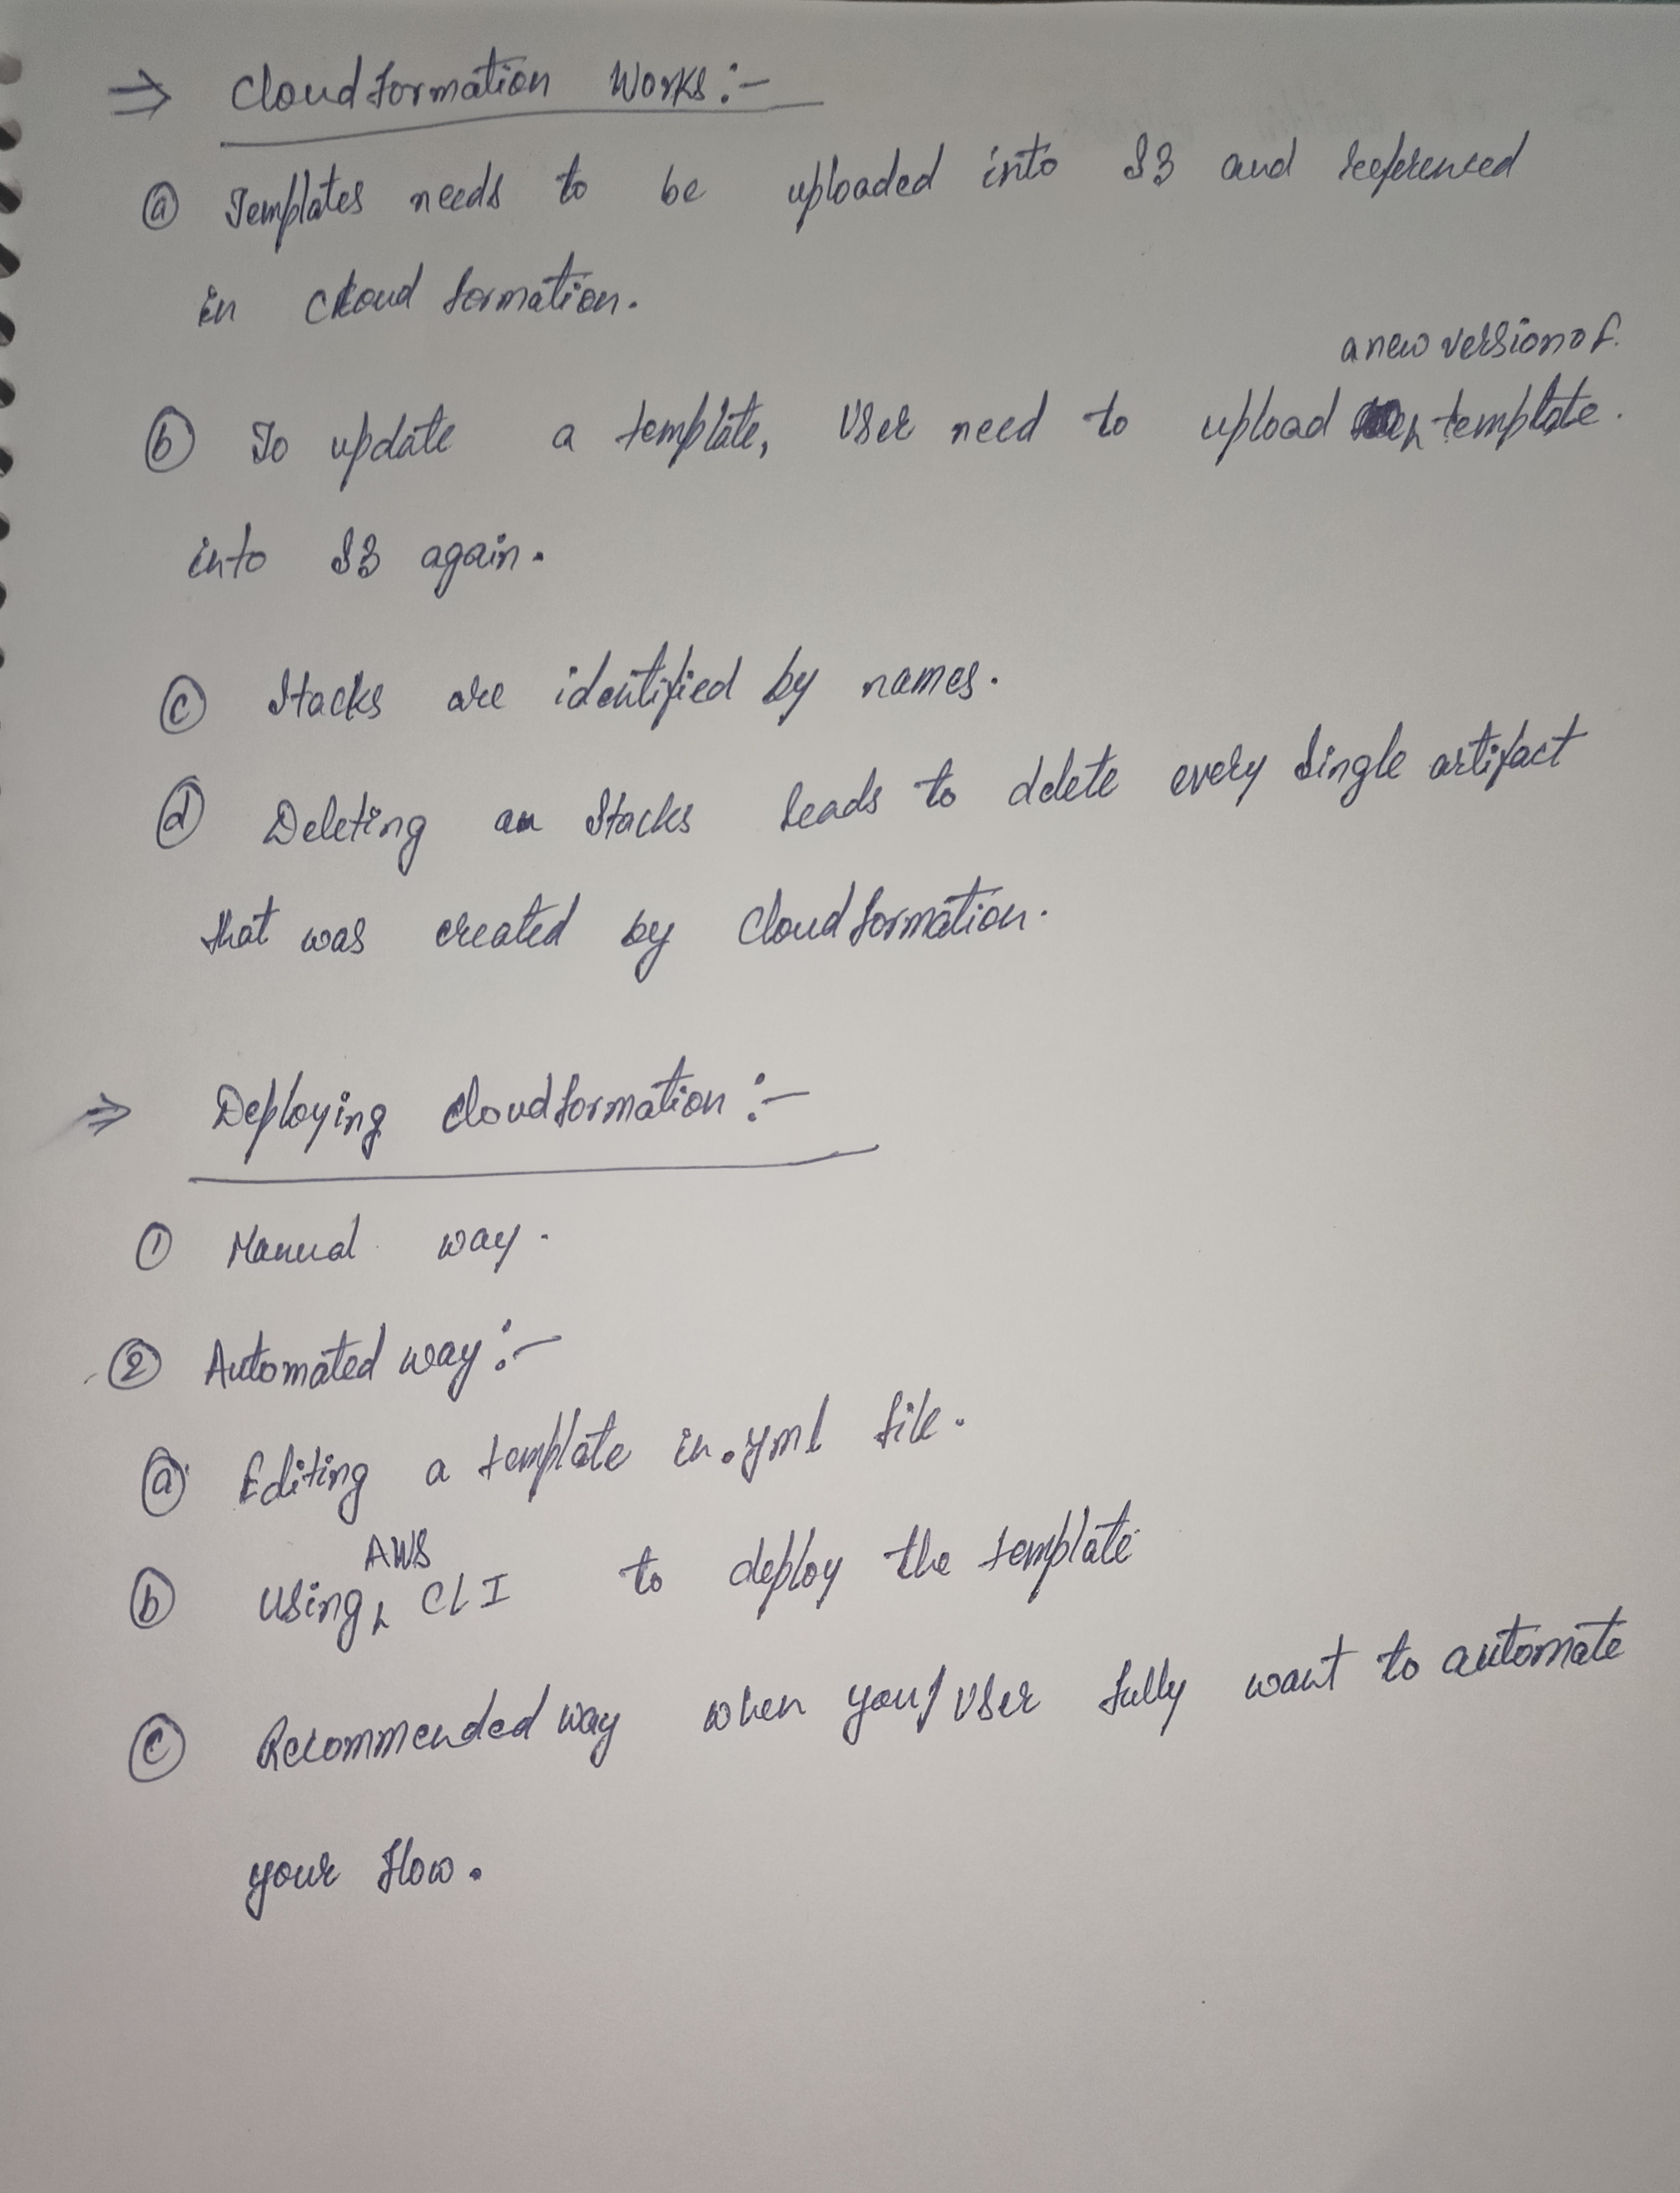 ⇒ Cloudformation Works:-
ⓐ Templates needs to be uploaded into S3 and referenced
in Cloud formation.
ⓑ To update a template, User need to upload a new version of template.
into S3 again.
ⓒ Stacks are identified by names.
ⓓ Deleting an Stacks leads to delete every single artifact
that was created by Cloudformation.
⇒ Deploying Cloudformation:-
① Manual way.
② Automated way:-
ⓐ Editing a template in .yml file.
ⓑ Using AWS CLI to deploy the template
ⓒ Recommended way when you/User fully want to automate
your flow.